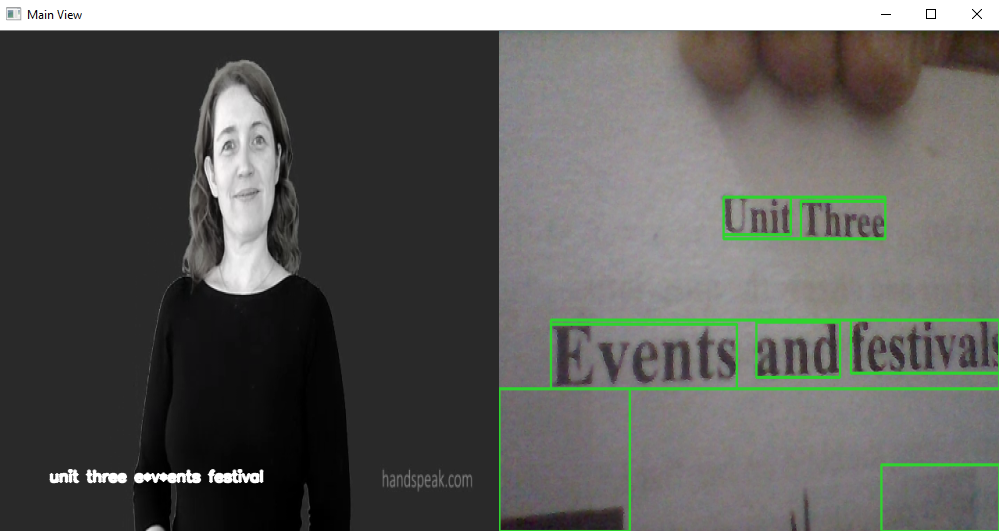 Main View
Unit Three
Events and festivals
unit three e*v*ents festival
handspeak.com